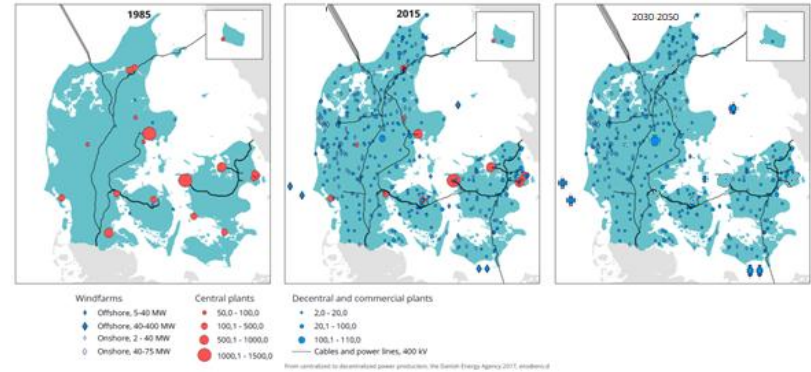 1985
2015
2030-2050
Windfarms
Offshore, 5-40 MW
Offshore, 40-400 MW
Onshore, 2 - 40 MW
Onshore, 40-75 MW
Central plants
50,0 - 100,0
100,1 - 500,0
500,1 - 1000,0
1000,1 - 1500,0
Decentral and commercial plants
2,0 - 20,0
20,1 - 100,0
100,1 - 110,0
Cables and power lines, 400 kV
From centralized to decentralized power production, the Danish Energy Agency 2017,